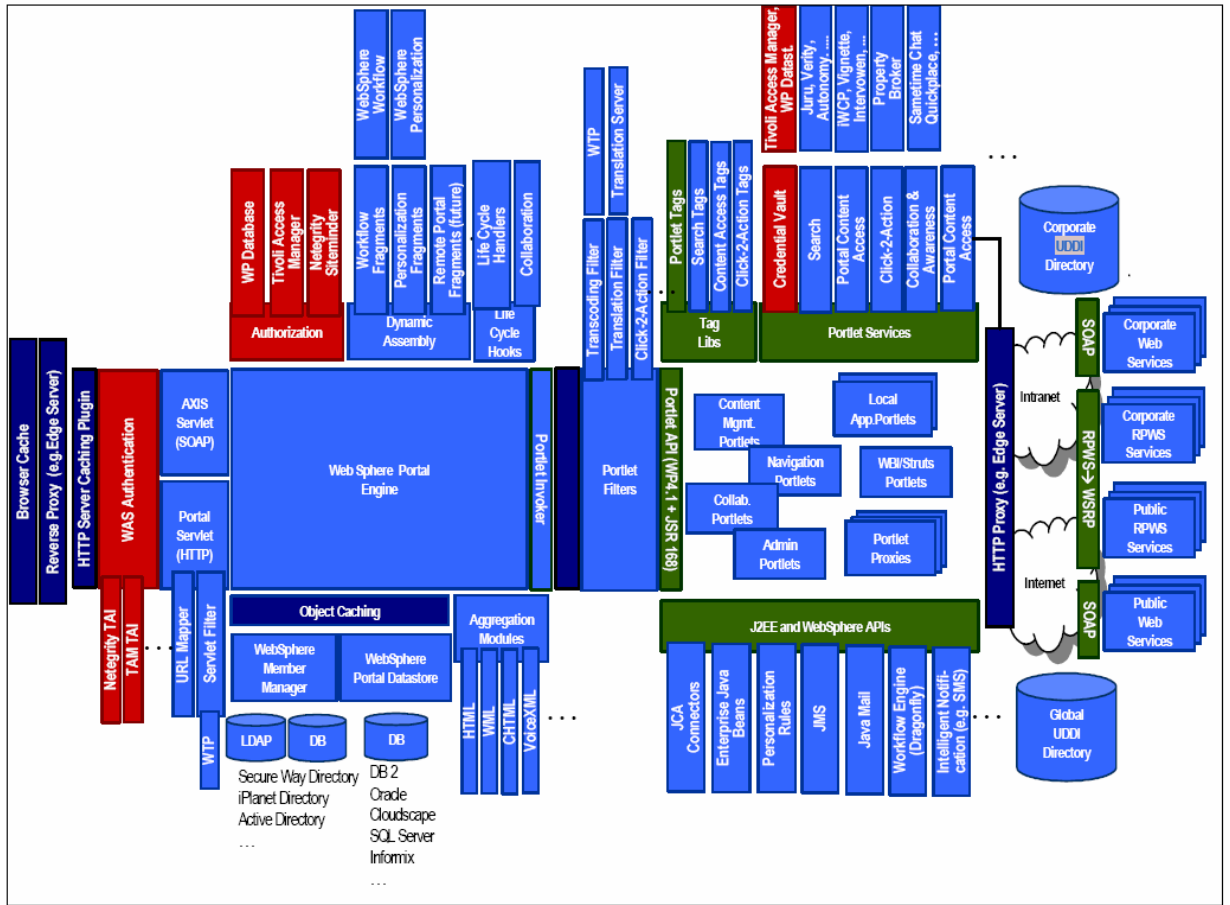 Browser Cache
Reverse Proxy (e.g.Edge Server)
HTTP Server Caching Plugin
WAS Authentication
Netegrity TAI
TAM TAI
...
AXIS
Servlet
(SOAP)
Portal
Servlet
(HTTP)
URL Mapper
Servlet Filter
WTP
WP Database
Tivoli Access
Manager
Netegrity
Siteminder
Authorization
WebSphere
Workflow
WebSphere
Personalization
Workflow
Fragments
Personalization
Fragments
Remote Portal
Fragments (future)
Dynamic
Assembly
Life Cycle
Handlers
Collaboration
Life
Cycle
Hooks
Web Sphere Portal
Engine
Portlet Invoker
Object Caching
WebSphere
Member
Manager
WebSphere
Portal Datastore
LDAP
DB
DB
Secure Way Directory
iPlanet Directory
Active Directory
...
DB 2
Oracle
Cloudscape
SQL Server
Informix
...
Aggregation
Modules
HTML
WML
CHTML
VoiceXML
...
WTP
Translation Server
Transcoding Filter
Translation Filter
Click-2-Action Filter
...
Portlet
Filters
Portlet API (WP4.1 + JSR 168)
Portlet Tags
Search Tags
Content Access Tags
Click-2-Action Tags
Tag
Libs
Tivoli Access Manager,
WP Datast.
Juru, Verity,
Autonomy. ....
iWCP, Vignette,
Intervowen, ...
Property
Broker
Sametime Chat
Quickplace, ...
...
Credential Vault
Search
Portal Content
Access
Click-2-Action
Collaboration &
Awareness
Portal Content
Access
Portlet Services
Content
Mgmt.
Portlets
Local
App.Portlets
Navigation
Portlets
WBI/Struts
Portlets
Collab.
Portlets
Admin
Portlets
Portlet
Proxies
J2EE and WebSphere APIs
JCA
Connectors
Enterprise Java
Beans
Personalization
Rules
JMS
Java Mail
Workflow Engine
(Dragonfly)
Intelligent Notifi-
cation (e.g. SMS)
...
HTTP Proxy (e.g. Edge Server)
Intranet
Internet
SOAP
RPWS→ WSRP
SOAP
Corporate
UDDI
Directory
Corporate
Web
Services
Corporate
RPWS
Services
Public
RPWS
Services
Public
Web
Services
Global
UDDI
Directory